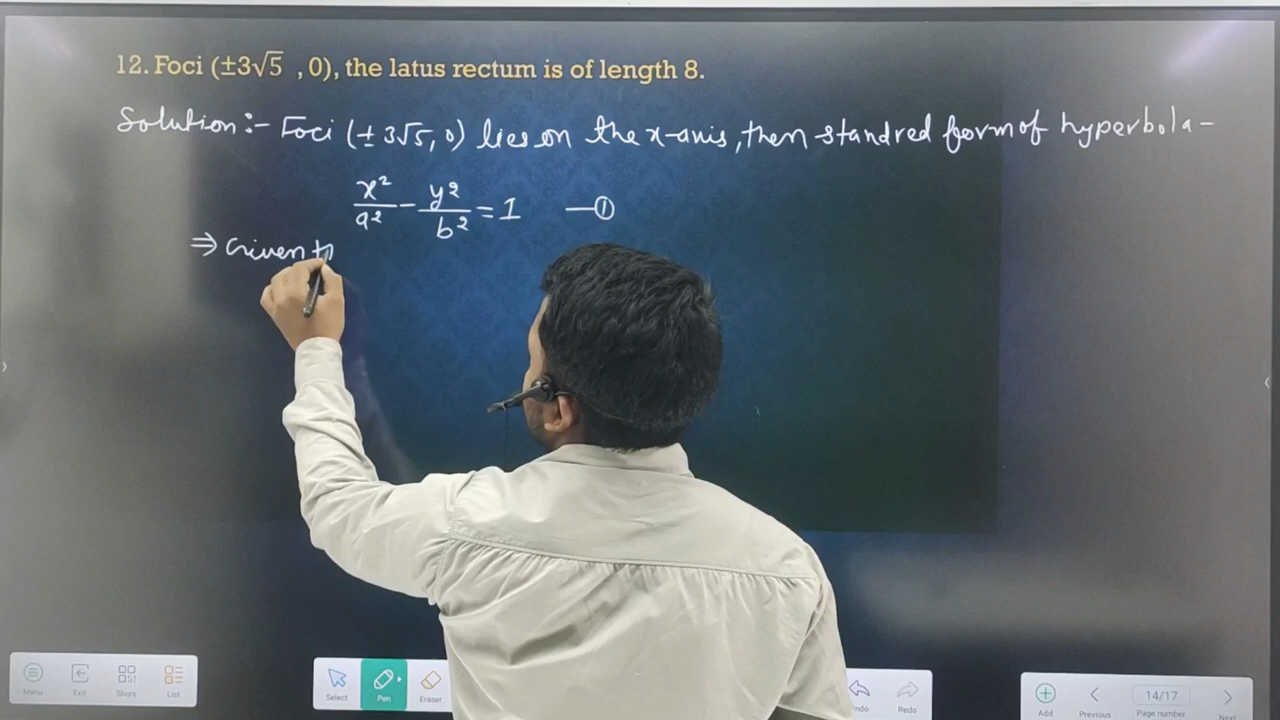 12. Foci (±3√5 , 0), the latus rectum is of length 8.
Solution:- Foci (± 3√5, 0) lies on the x-axis, then standred form of hyperbola -
x²/a² - y²/b² = 1 —①
⇒ Given
Menu
Exit
Share
List
Select
Pen
Eraser
Redo
Add
Previous
14/17
Page number
Next